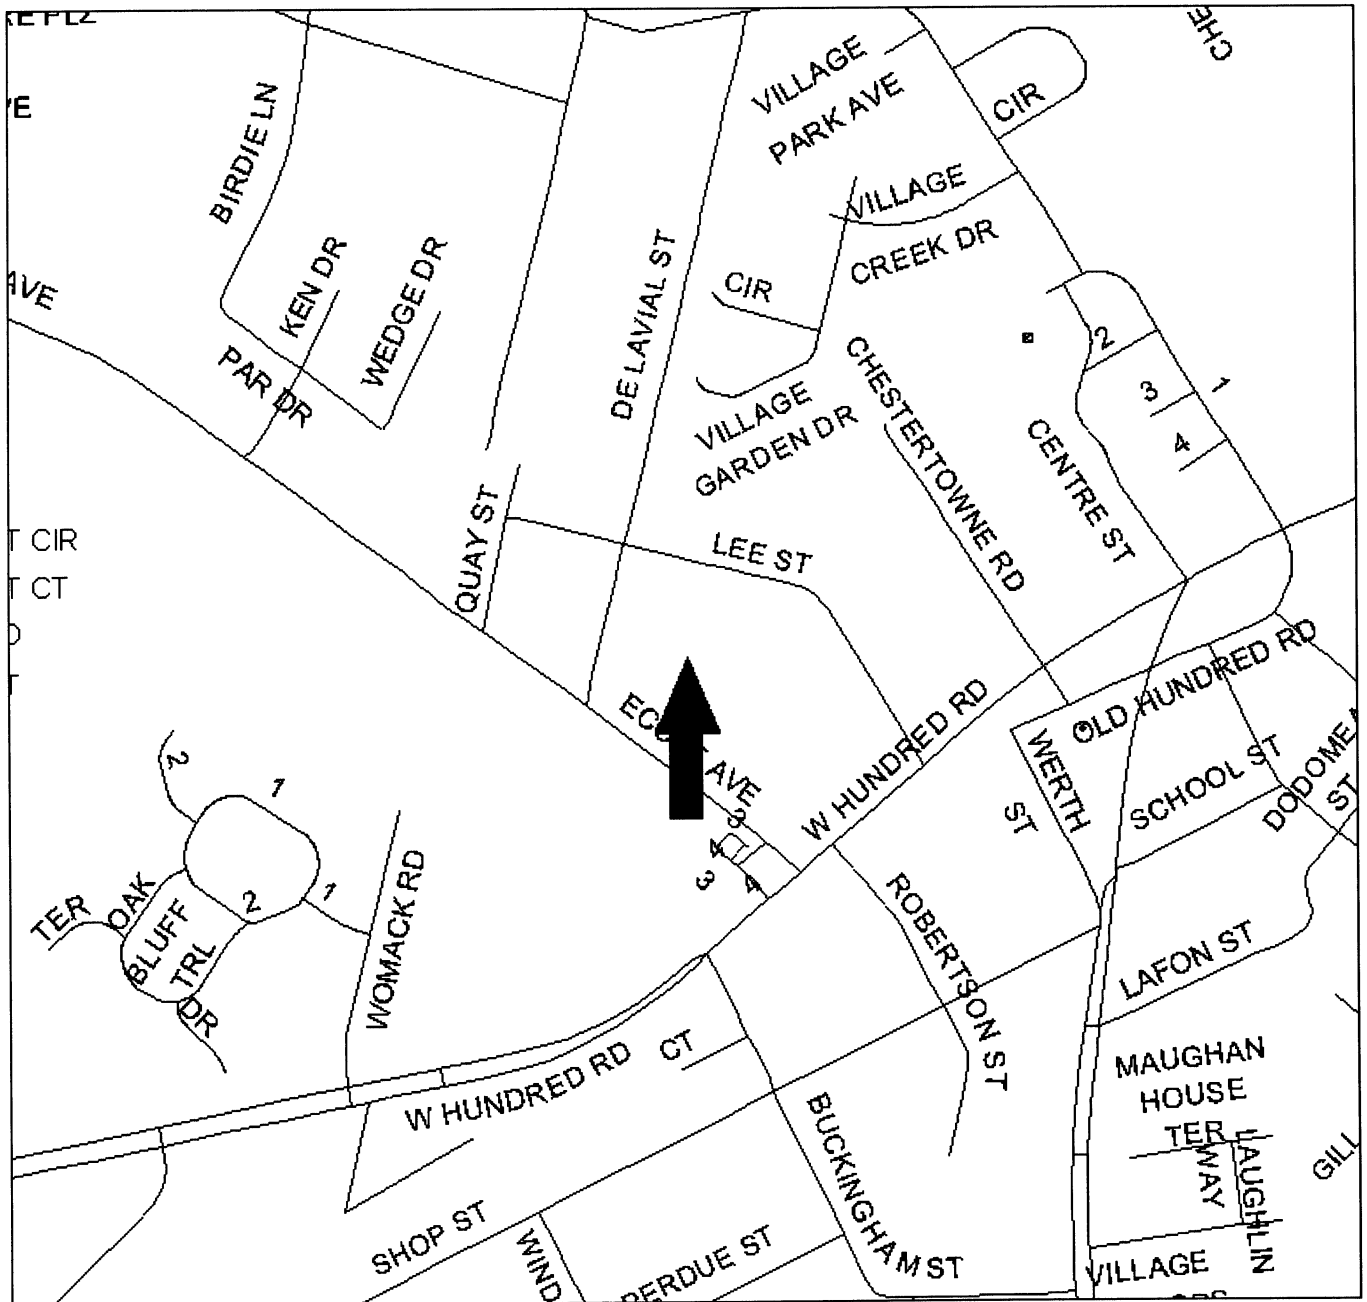 BIRDIE LN
VILLAGE
PARK AVE
CIR
CHE
VILLAGE
CREEK DR
KEN DR
WEDGE DR
DE LAVIAL ST
CIR
AVE
PAR DR
VILLAGE
GARDEN DR
CHESTERTOWNE RD
CENTRE ST
2
3
1
4
T CIR
T CT
QUAY ST
LEE ST
AVE
W HUNDRED RD
OLD HUNDRED RD
WERTH
ST
SCHOOL ST
ST
2
1
3
4
3
4
TER
OAK
BLUFF
TRL
DR
2
1
WOMACK RD
ROBERTSON ST
LAFON ST
W HUNDRED RD
CT
BUCKINGHAM ST
MAUGHAN
HOUSE
TER
WAY
LAUGHLIN
GILL
SHOP ST
WIND
PERDUE ST
VILLAGE